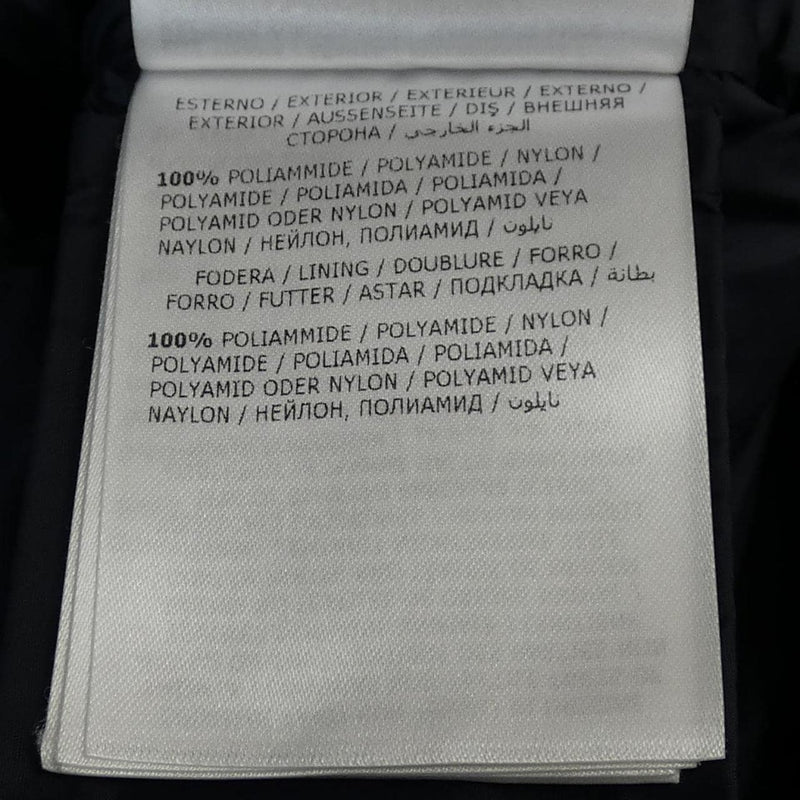 ESTERNO / EXTERIOR / EXTERIEUR / EXTERNO /
EXTERIOR / AUSSENSEITE / DIŞ / ВНЕШНЯЯ
СТОРОНА / الجزء الخارجي
100% POLIAMMIDE / POLYAMIDE / NYLON /
POLYAMIDE / POLIAMIDA / POLIAMIDA /
POLYAMID ODER NYLON / POLYAMID VEYA
NAYLON / НЕЙЛОН, ПОЛИАМИД / نايلون
FODERA / LINING / DOUBLURE / FORRO /
FORRO / FUTTER / ASTAR / ПОДКЛАДКА / بطانة
100% POLIAMMIDE / POLYAMIDE / NYLON /
POLYAMIDE / POLIAMIDA / POLIAMIDA /
POLYAMID ODER NYLON / POLYAMID VEYA
NAYLON / НЕЙЛОН, ПОЛИАМИД / نايلون